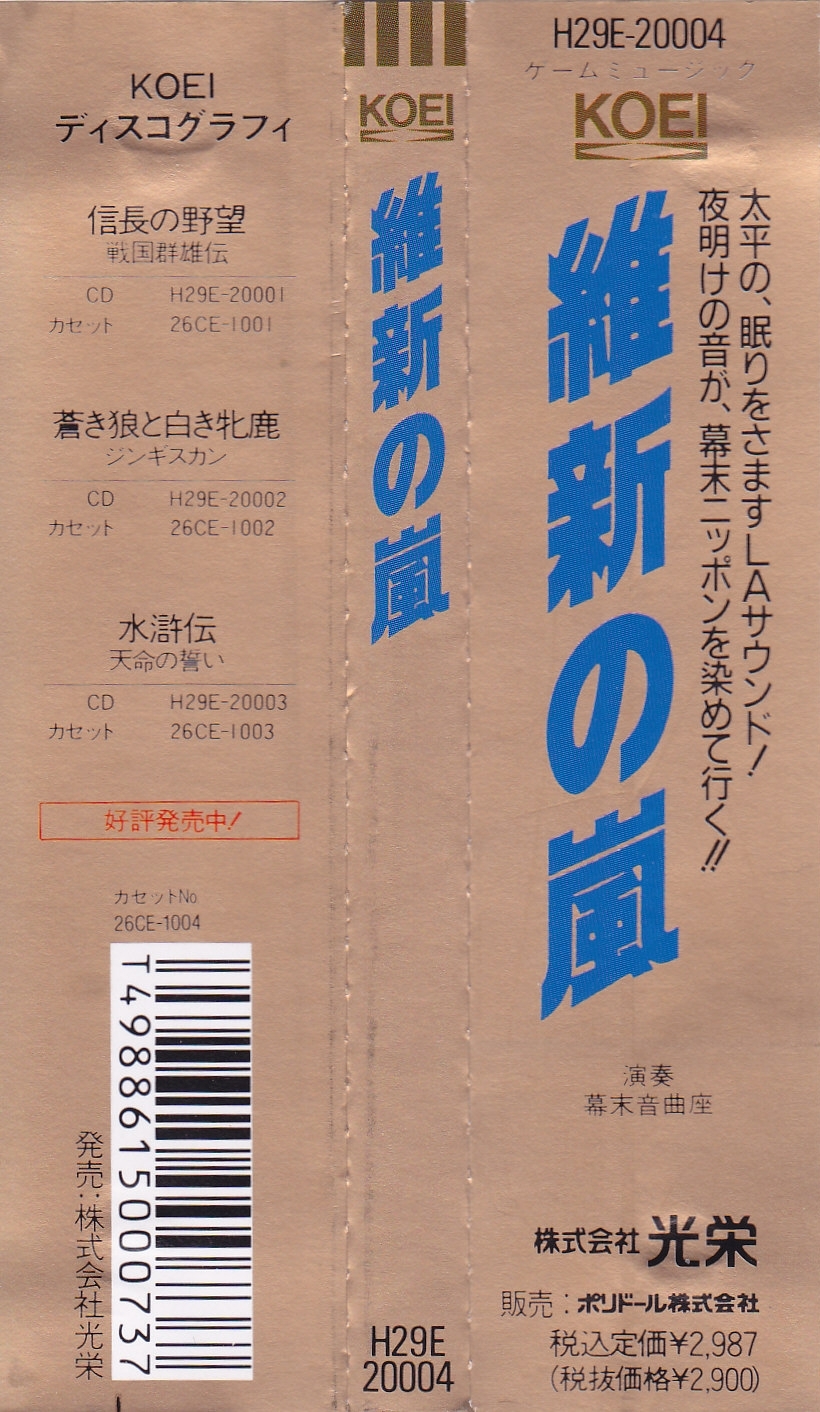 KOEI
ディスコグラフィ
信長の野望
戦国群雄伝
CD H29E-20001
カセット 26CE-1001
蒼き狼と白き牝鹿
ジンギスカン
CD H29E-20002
カセット 26CE-1002
水滸伝
天命の誓い
CD H29E-20003
カセット 26CE-1003
好評発売中!
カセットNo
26CE-1004
T4988615000737
発売:株式会社光栄
KOEI
維新の嵐
H29E
20004
H29E-20004
ゲームミュージック
KOEI
太平の、眠りをさますLAサウンド!
夜明けの音が、幕末ニッポンを染めて行く!!
維新の嵐
演奏
幕末音曲座
株式会社 光栄
販売:ポリドール株式会社
税込定価¥2,987
(税抜価格¥2,900)